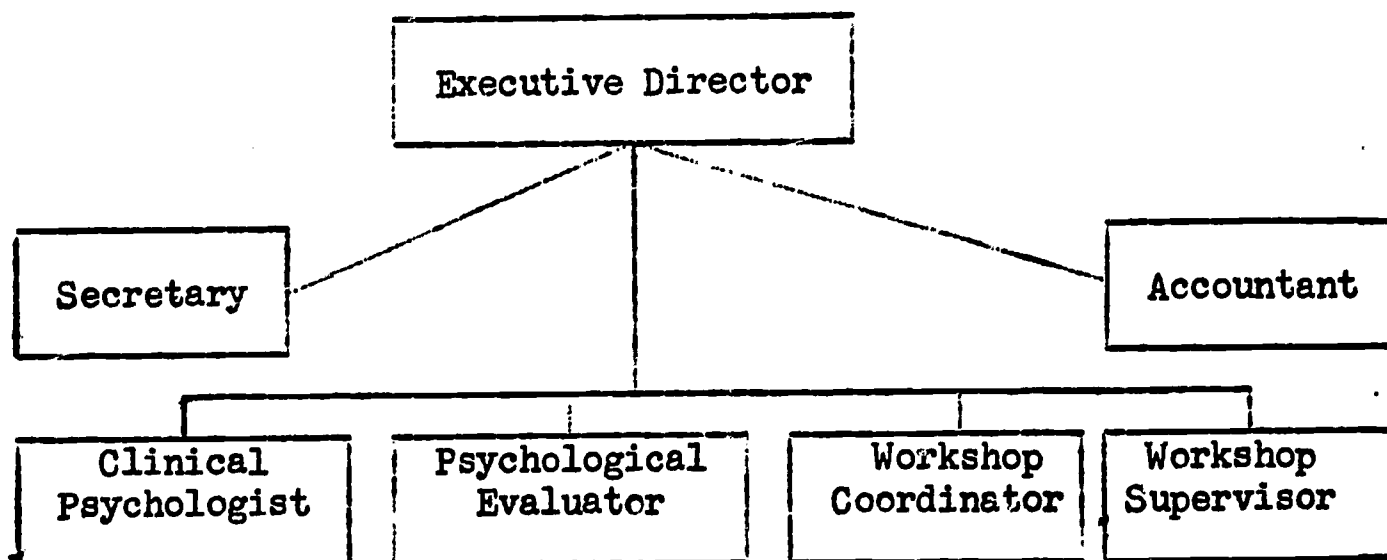 Executive Director
Secretary
Accountant
Clinical
Psychologist
Psychological
Evaluator
Workshop
Coordinator
Workshop
Supervisor